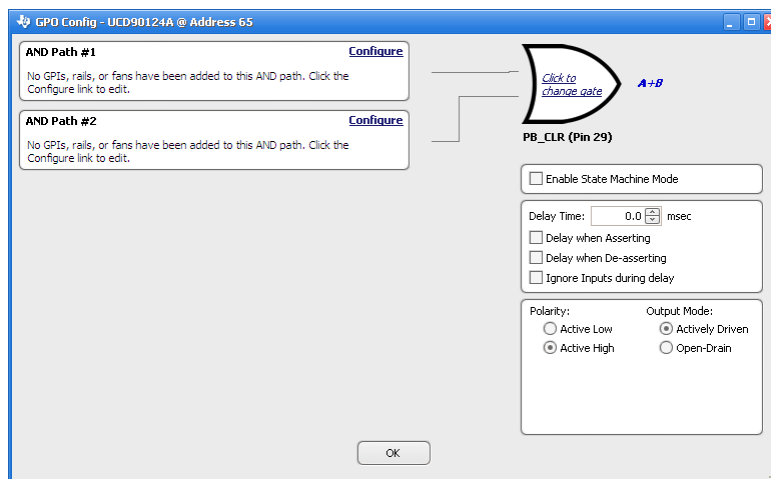 GPO Config - UCD90124A @ Address 65
AND Path #1 Configure
No GPIs, rails, or fans have been added to this AND path. Click the
Configure link to edit.
AND Path #2 Configure
No GPIs, rails, or fans have been added to this AND path. Click the
Configure link to edit.
Click to
change gate
A+B
PB_CLR (Pin 29)
Enable State Machine Mode
Delay Time: 0.0 msec
Delay when Asserting
Delay when De-asserting
Ignore Inputs during delay
Polarity: Output Mode:
Active Low Actively Driven
Active High Open-Drain
OK